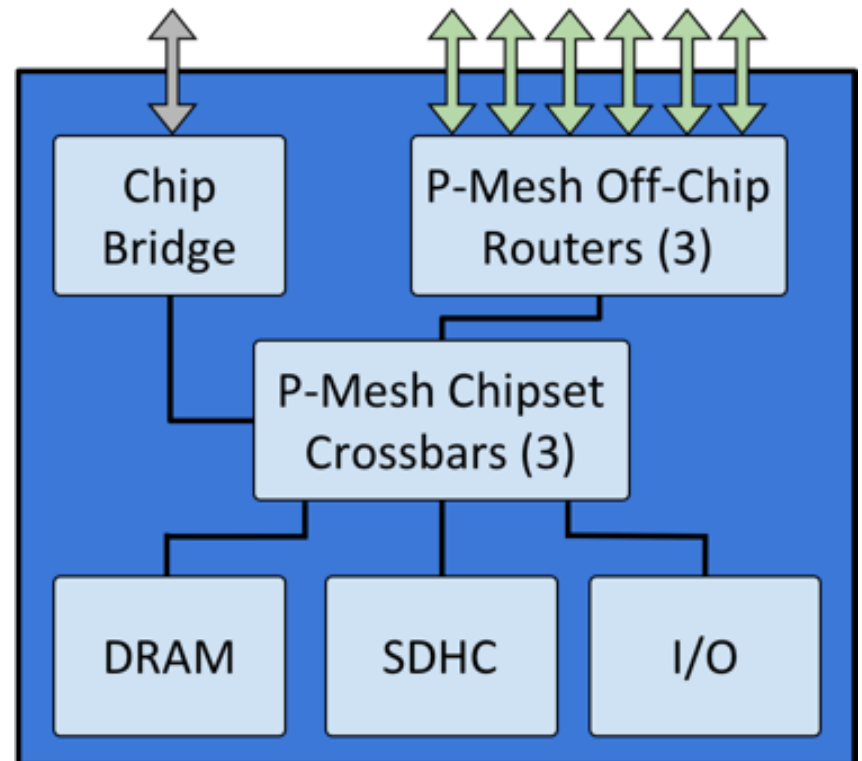 Chip
Bridge
P-Mesh Off-Chip
Routers (3)
P-Mesh Chipset
Crossbars (3)
DRAM
SDHC
I/O